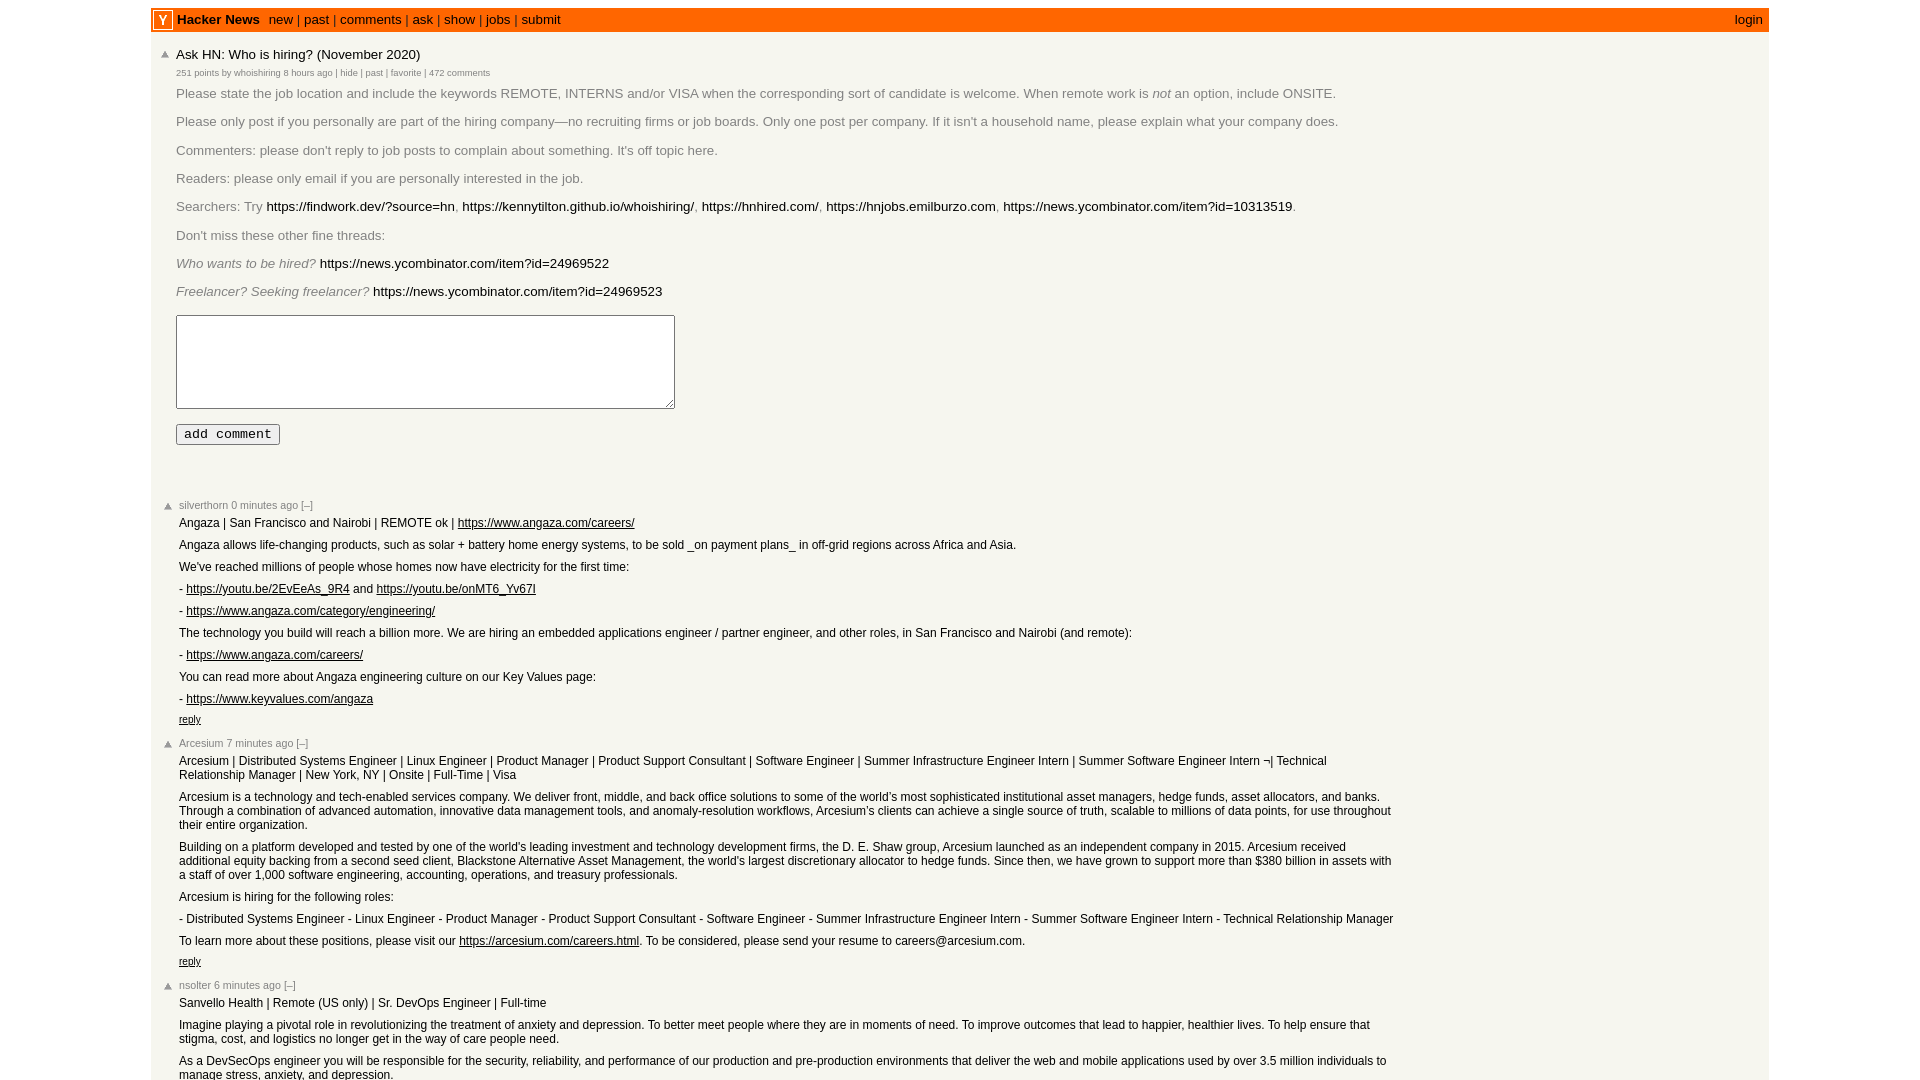 Y Hacker News new | past | comments | ask | show | jobs | submit login
Ask HN: Who is hiring? (November 2020)
251 points by whoishiring 8 hours ago | hide | past | favorite | 472 comments
Please state the job location and include the keywords REMOTE, INTERNS and/or VISA when the corresponding sort of candidate is welcome. When remote work is not an option, include ONSITE.
Please only post if you personally are part of the hiring company—no recruiting firms or job boards. Only one post per company. If it isn't a household name, please explain what your company does.
Commenters: please don't reply to job posts to complain about something. It's off topic here.
Readers: please only email if you are personally interested in the job.
Searchers: Try https://findwork.dev/?source=hn, https://kennytilton.github.io/whoishiring/, https://hnhired.com/, https://hnjobs.emilburzo.com, https://news.ycombinator.com/item?id=10313519.
Don't miss these other fine threads:
Who wants to be hired? https://news.ycombinator.com/item?id=24969522
Freelancer? Seeking freelancer? https://news.ycombinator.com/item?id=24969523
add comment
silverthorn 0 minutes ago [–]
Angaza | San Francisco and Nairobi | REMOTE ok | https://www.angaza.com/careers/
Angaza allows life-changing products, such as solar + battery home energy systems, to be sold _on payment plans_ in off-grid regions across Africa and Asia.
We've reached millions of people whose homes now have electricity for the first time:
- https://youtu.be/2EvEeAs_9R4 and https://youtu.be/onMT6_Yv67I
- https://www.angaza.com/category/engineering/
The technology you build will reach a billion more. We are hiring an embedded applications engineer / partner engineer, and other roles, in San Francisco and Nairobi (and remote):
- https://www.angaza.com/careers/
You can read more about Angaza engineering culture on our Key Values page:
- https://www.keyvalues.com/angaza
reply
Arcesium 7 minutes ago [–]
Arcesium | Distributed Systems Engineer | Linux Engineer | Product Manager | Product Support Consultant | Software Engineer | Summer Infrastructure Engineer Intern | Summer Software Engineer Intern ¬| Technical
Relationship Manager | New York, NY | Onsite | Full-Time | Visa
Arcesium is a technology and tech-enabled services company. We deliver front, middle, and back office solutions to some of the world’s most sophisticated institutional asset managers, hedge funds, asset allocators, and banks.
Through a combination of advanced automation, innovative data management tools, and anomaly-resolution workflows, Arcesium’s clients can achieve a single source of truth, scalable to millions of data points, for use throughout
their entire organization.
Building on a platform developed and tested by one of the world's leading investment and technology development firms, the D. E. Shaw group, Arcesium launched as an independent company in 2015. Arcesium received
additional equity backing from a second seed client, Blackstone Alternative Asset Management, the world's largest discretionary allocator to hedge funds. Since then, we have grown to support more than $380 billion in assets with
a staff of over 1,000 software engineering, accounting, operations, and treasury professionals.
Arcesium is hiring for the following roles:
- Distributed Systems Engineer - Linux Engineer - Product Manager - Product Support Consultant - Software Engineer - Summer Infrastructure Engineer Intern - Summer Software Engineer Intern - Technical Relationship Manager
To learn more about these positions, please visit our https://arcesium.com/careers.html. To be considered, please send your resume to careers@arcesium.com.
reply
nsolter 6 minutes ago [–]
Sanvello Health | Remote (US only) | Sr. DevOps Engineer | Full-time
Imagine playing a pivotal role in revolutionizing the treatment of anxiety and depression. To better meet people where they are in moments of need. To improve outcomes that lead to happier, healthier lives. To help ensure that
stigma, cost, and logistics no longer get in the way of care people need.
As a DevSecOps engineer you will be responsible for the security, reliability, and performance of our production and pre-production environments that deliver the web and mobile applications used by over 3.5 million individuals to
manage stress, anxiety, and depression.